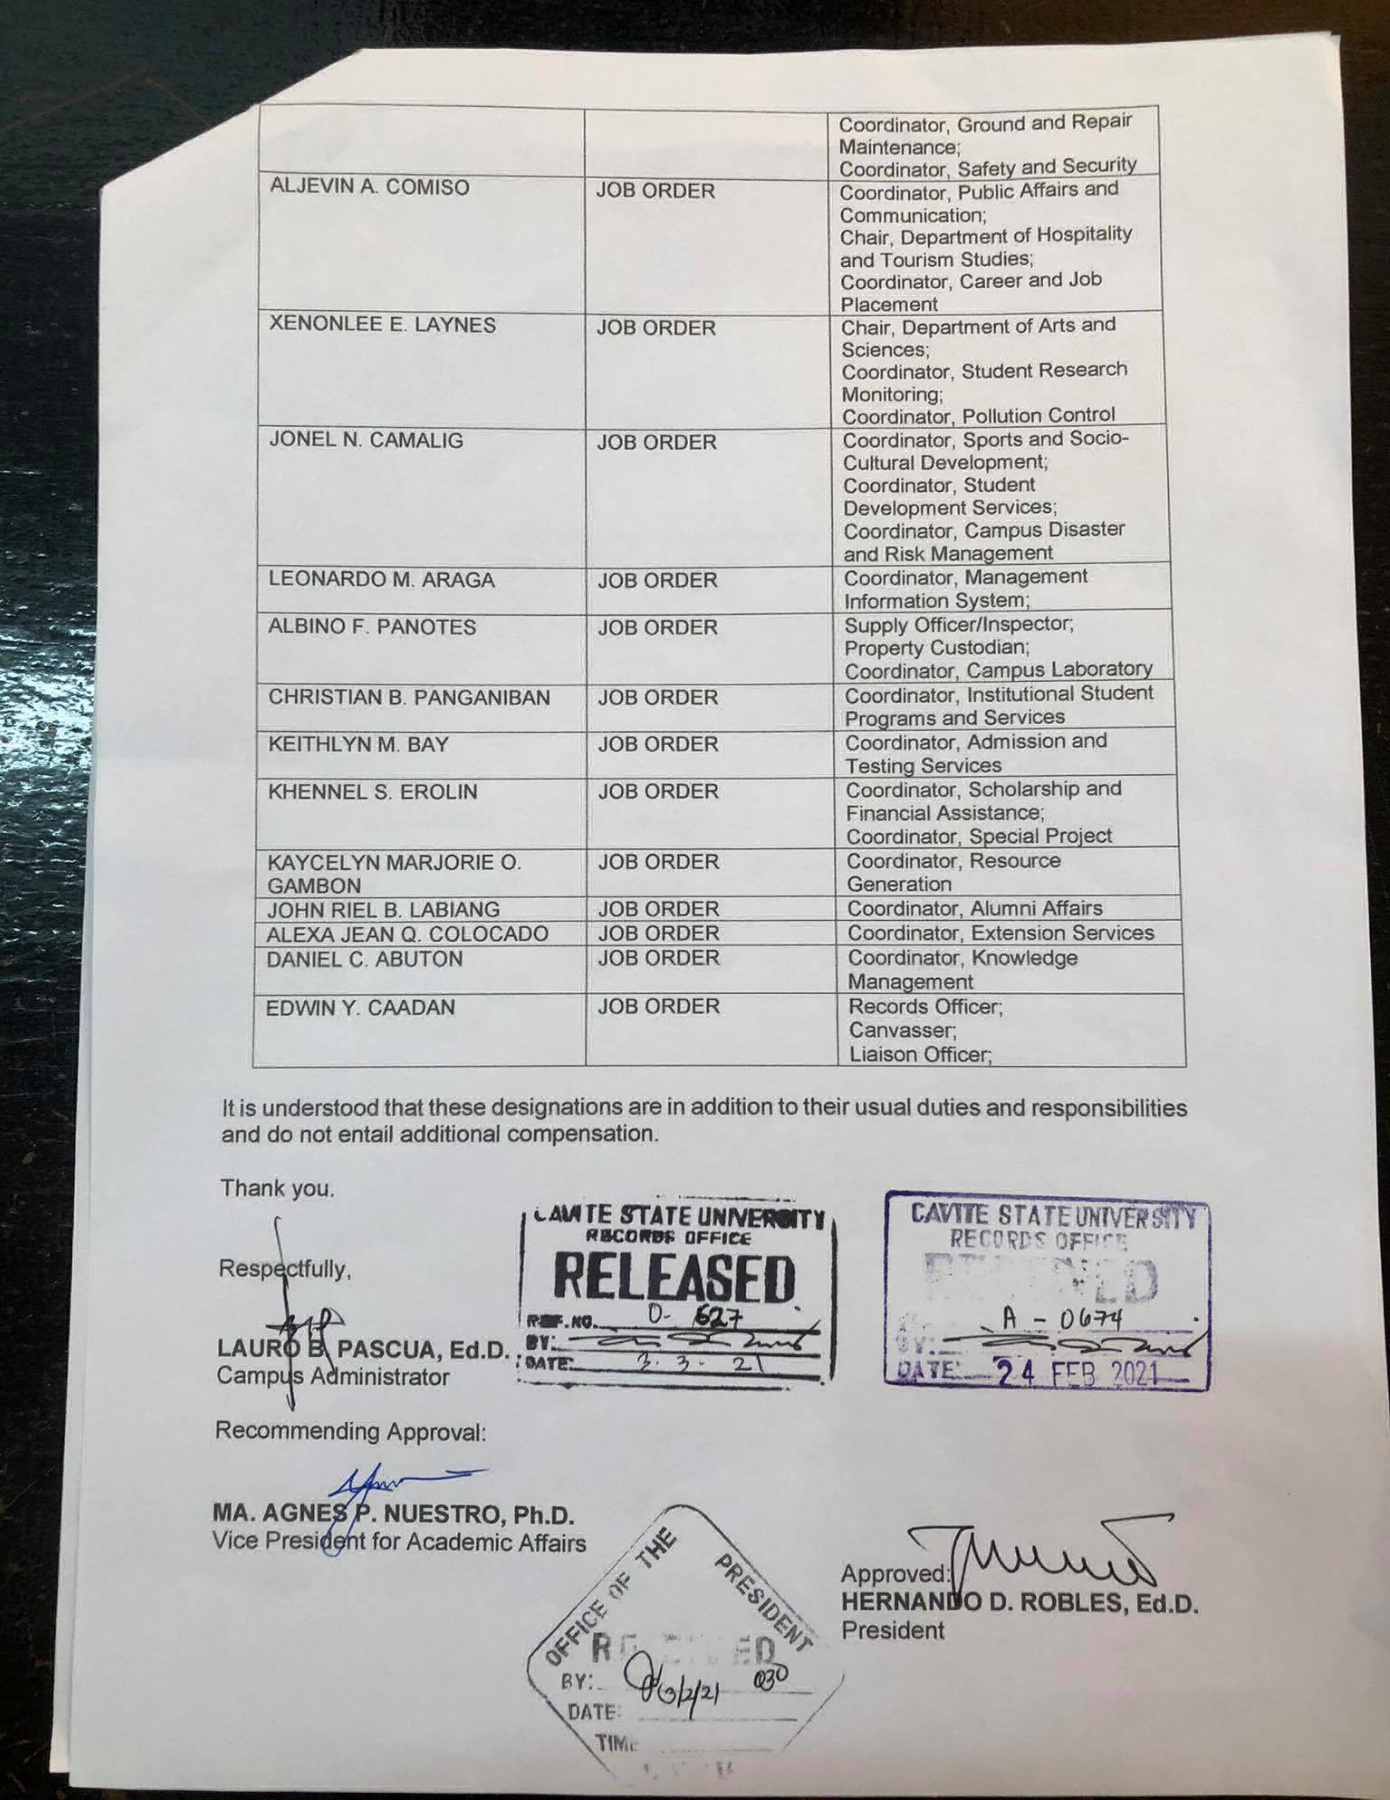 Coordinator, Ground and Repair
Maintenance;
Coordinator, Safety and Security
ALJEVIN A. COMISO JOB ORDER Coordinator, Public Affairs and
Communication;
Chair, Department of Hospitality
and Tourism Studies;
Coordinator, Career and Job
Placement
XENONLEE E. LAYNES JOB ORDER Chair, Department of Arts and
Sciences;
Coordinator, Student Research
Monitoring;
Coordinator, Pollution Control
JONEL N. CAMALIG JOB ORDER Coordinator, Sports and Socio-
Cultural Development;
Coordinator, Student
Development Services;
Coordinator, Campus Disaster
and Risk Management
LEONARDO M. ARAGA JOB ORDER Coordinator, Management
Information System;
ALBINO F. PANOTES JOB ORDER Supply Officer/Inspector;
Property Custodian;
Coordinator, Campus Laboratory
CHRISTIAN B. PANGANIBAN JOB ORDER Coordinator, Institutional Student
Programs and Services
KEITHLYN M. BAY JOB ORDER Coordinator, Admission and
Testing Services
KHENNEL S. EROLIN JOB ORDER Coordinator, Scholarship and
Financial Assistance;
Coordinator, Special Project
KAYCELYN MARJORIE O. JOB ORDER Coordinator, Resource
GAMBON Generation
JOHN RIEL B. LABIANG JOB ORDER Coordinator, Alumni Affairs
ALEXA JEAN Q. COLOCADO JOB ORDER Coordinator, Extension Services
DANIEL C. ABUTON JOB ORDER Coordinator, Knowledge
Management
EDWIN Y. CAADAN JOB ORDER Records Officer;
Canvasser;
Liaison Officer;
It is understood that these designations are in addition to their usual duties and responsibilities
and do not entail additional compensation.
Thank you.
Respectfully,
LAURO B. PASCUA, Ed.D.
Campus Administrator
CAVITE STATE UNIVERSITY
RECORDS OFFICE
RELEASED
REF.NO. 0-627
BY:
DATE: 3.3.21
CAVITE STATE UNIVERSITY
RECORDS OFFICE
A-0674
BY:
DATE: 24 FEB 2021
Recommending Approval:
MA. AGNES P. NUESTRO, Ph.D.
Vice President for Academic Affairs
OFFICE OF THE PRESIDENT
RECEIVED
BY:
3/2/21
DATE:
TIME
Approved:
HERNANDO D. ROBLES, Ed.D.
President